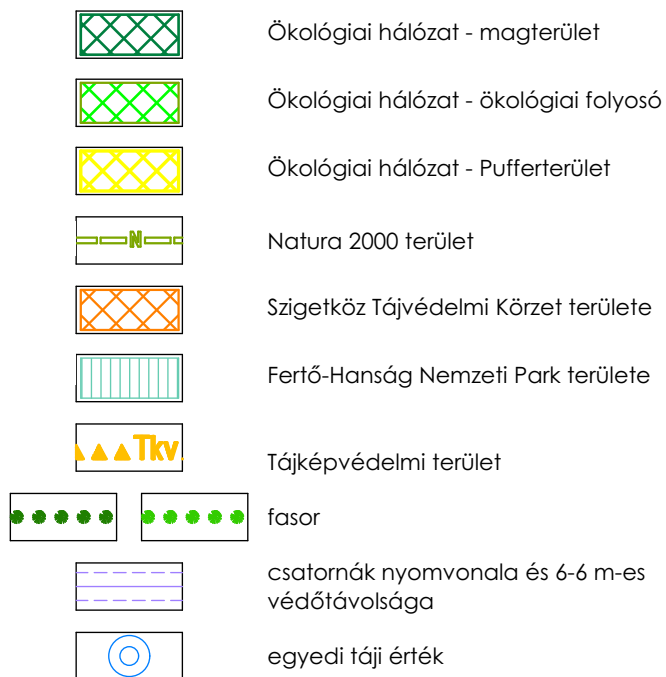 Ökológiai hálózat - magterület
Ökológiai hálózat - ökológiai folyosó
Ökológiai hálózat - Pufferterület
N
Natura 2000 terület
Szigetköz Tájvédelmi Körzet területe
Fertő-Hanság Nemzeti Park területe
Tkv
Tájképvédelmi terület
fasor
csatornák nyomvonala és 6-6 m-es
védőtávolsága
egyedi táji érték